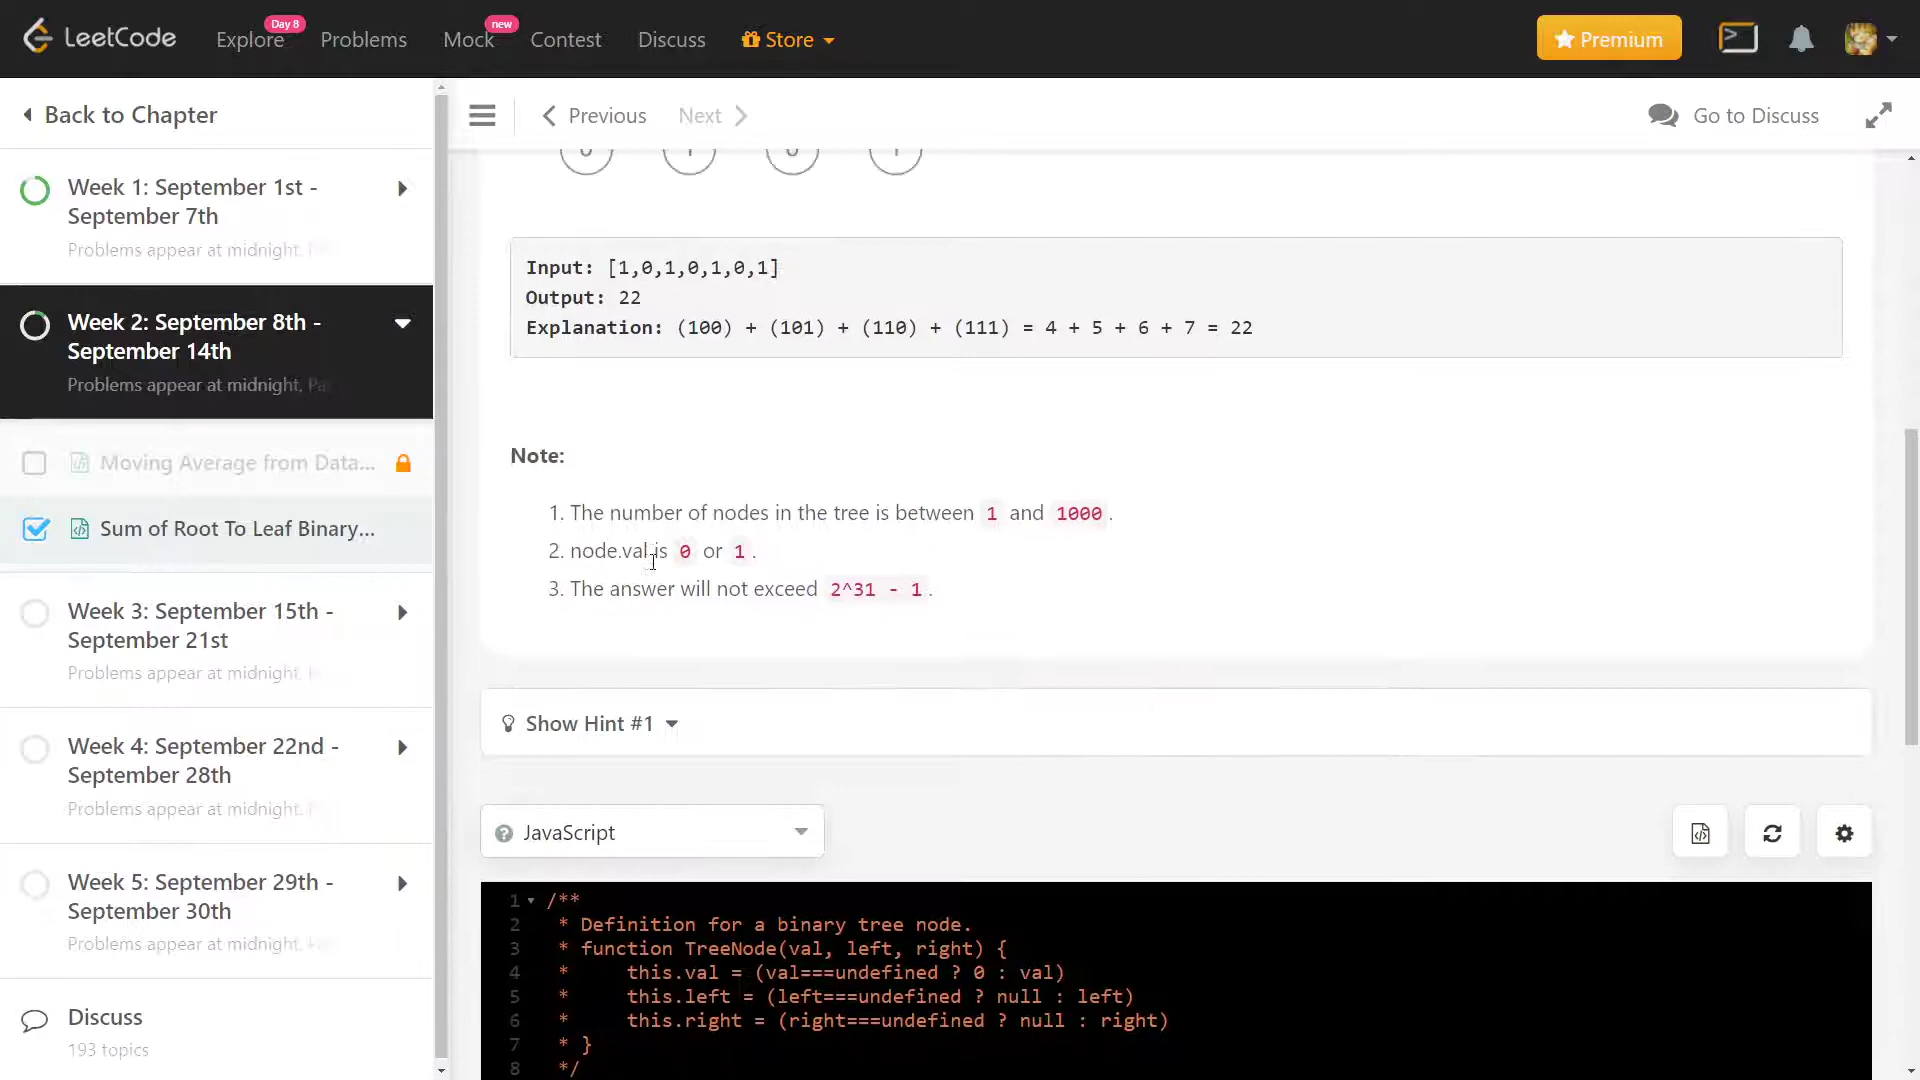 LeetCode
Explore
Day 8
Problems
Mock
new
Contest
Discuss
Store
Premium
Back to Chapter
Previous
Next
Go to Discuss
Week 1: September 1st -
September 7th
Problems appear at midnight,
Week 2: September 8th -
September 14th
Problems appear at midnight,
Moving Average from Data...
Sum of Root To Leaf Binary...
Week 3: September 15th -
September 21st
Problems appear at midnight,
Week 4: September 22nd -
September 28th
Problems appear at midnight,
Week 5: September 29th -
September 30th
Problems appear at midnight,
Discuss
193 topics
Input: [1,0,1,0,1,0,1]
Output: 22
Explanation: (100) + (101) + (110) + (111) = 4 + 5 + 6 + 7 = 22
Note:
1. The number of nodes in the tree is between 1 and 1000.
2. node.val is 0 or 1.
3. The answer will not exceed 2^31 - 1.
Show Hint #1
JavaScript
1 /**
2 * Definition for a binary tree node.
3 * function TreeNode(val, left, right) {
4 *     this.val = (val===undefined ? 0 : val)
5 *     this.left = (left===undefined ? null : left)
6 *     this.right = (right===undefined ? null : right)
7 * }
8 */